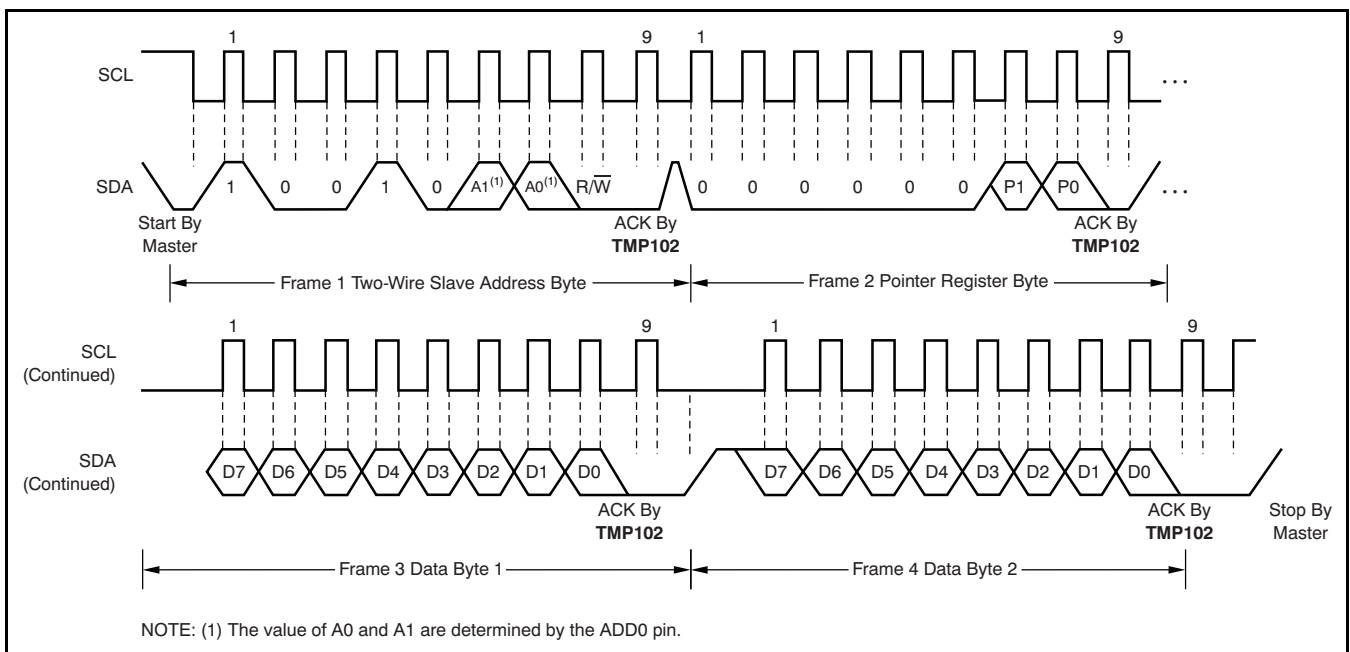 1 9 1 9
SCL ...
SDA 1 0 0 1 0 A1(1) A0(1) R/W̅ 0 0 0 0 0 0 P1 P0 ...
Start By Master ACK By TMP102 ACK By TMP102
Frame 1 Two-Wire Slave Address Byte Frame 2 Pointer Register Byte
1 9 1 9
SCL (Continued)
SDA (Continued) D7 D6 D5 D4 D3 D2 D1 D0 D7 D6 D5 D4 D3 D2 D1 D0
ACK By TMP102 ACK By TMP102 Stop By Master
Frame 3 Data Byte 1 Frame 4 Data Byte 2
NOTE: (1) The value of A0 and A1 are determined by the ADD0 pin.